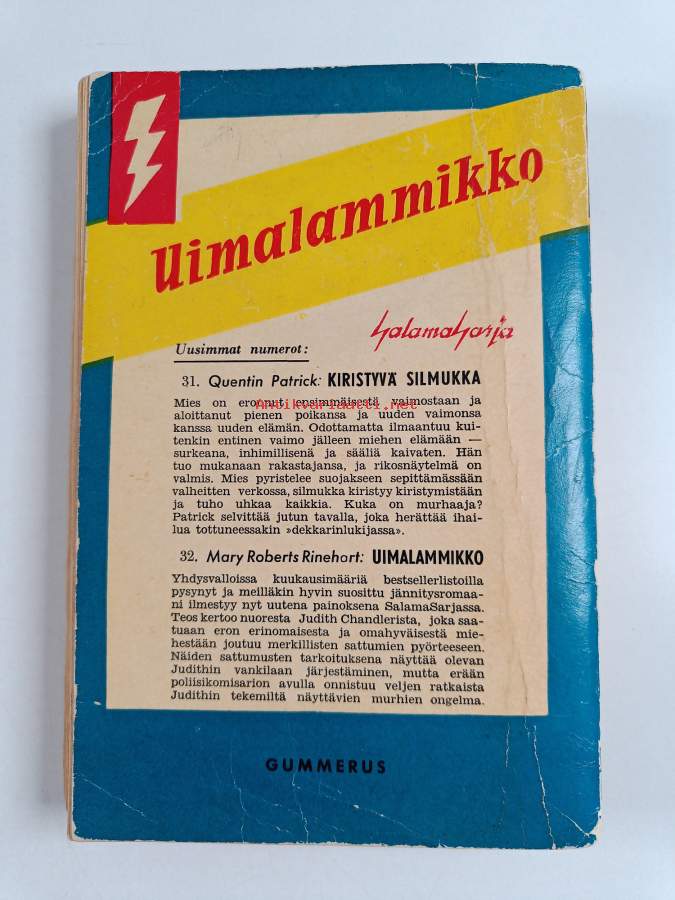 Uimalammikko
SalamaSarja
Uusimmat numerot:
31. Quentin Patrick: KIRISTYVÄ SILMUKKA
Mies on eronnut ensimmäisestä vaimostaan ja
Antikvariaatti.net
aloittanut pienen poikansa ja uuden vaimonsa
kanssa uuden elämän. Odottamatta ilmaantuu kui-
tenkin entinen vaimo jälleen miehen elämään —
surkeana, inhimillisenä ja sääliä kaivaten. Hän
tuo mukanaan rakastajansa, ja rikosnäytelmä on
valmis. Mies pyristelee suojakseen sepittämässään
valheitten verkossa, silmukka kiristyy kiristymistään
ja tuho uhkaa kaikkia. Kuka on murhaaja?
Patrick selvittää jutun tavalla, joka herättää ihai-
lua tottuneessakin »dekkarinlukijassa».
32. Mary Roberts Rinehart: UIMALAMMIKKO
Yhdysvalloissa kuukausimääriä bestsellerlistoilla
pysynyt ja meilläkin hyvin suosittu jännitysromaa-
ni ilmestyy nyt uutena painoksena SalamaSarjassa.
Teos kertoo nuoresta Judith Chandlerista, joka saa-
tuaan eron erinomaisesta ja omahyväisestä mie-
hestään joutuu merkillisten sattumien pyörteeseen.
Näiden sattumusten tarkoituksena näyttää olevan
Judithin vankilaan järjestäminen, mutta erään
poliisikomisarion avulla onnistuu veljen ratkaista
Judithin tekemiltä näyttävien murhien ongelma.
GUMMERUS